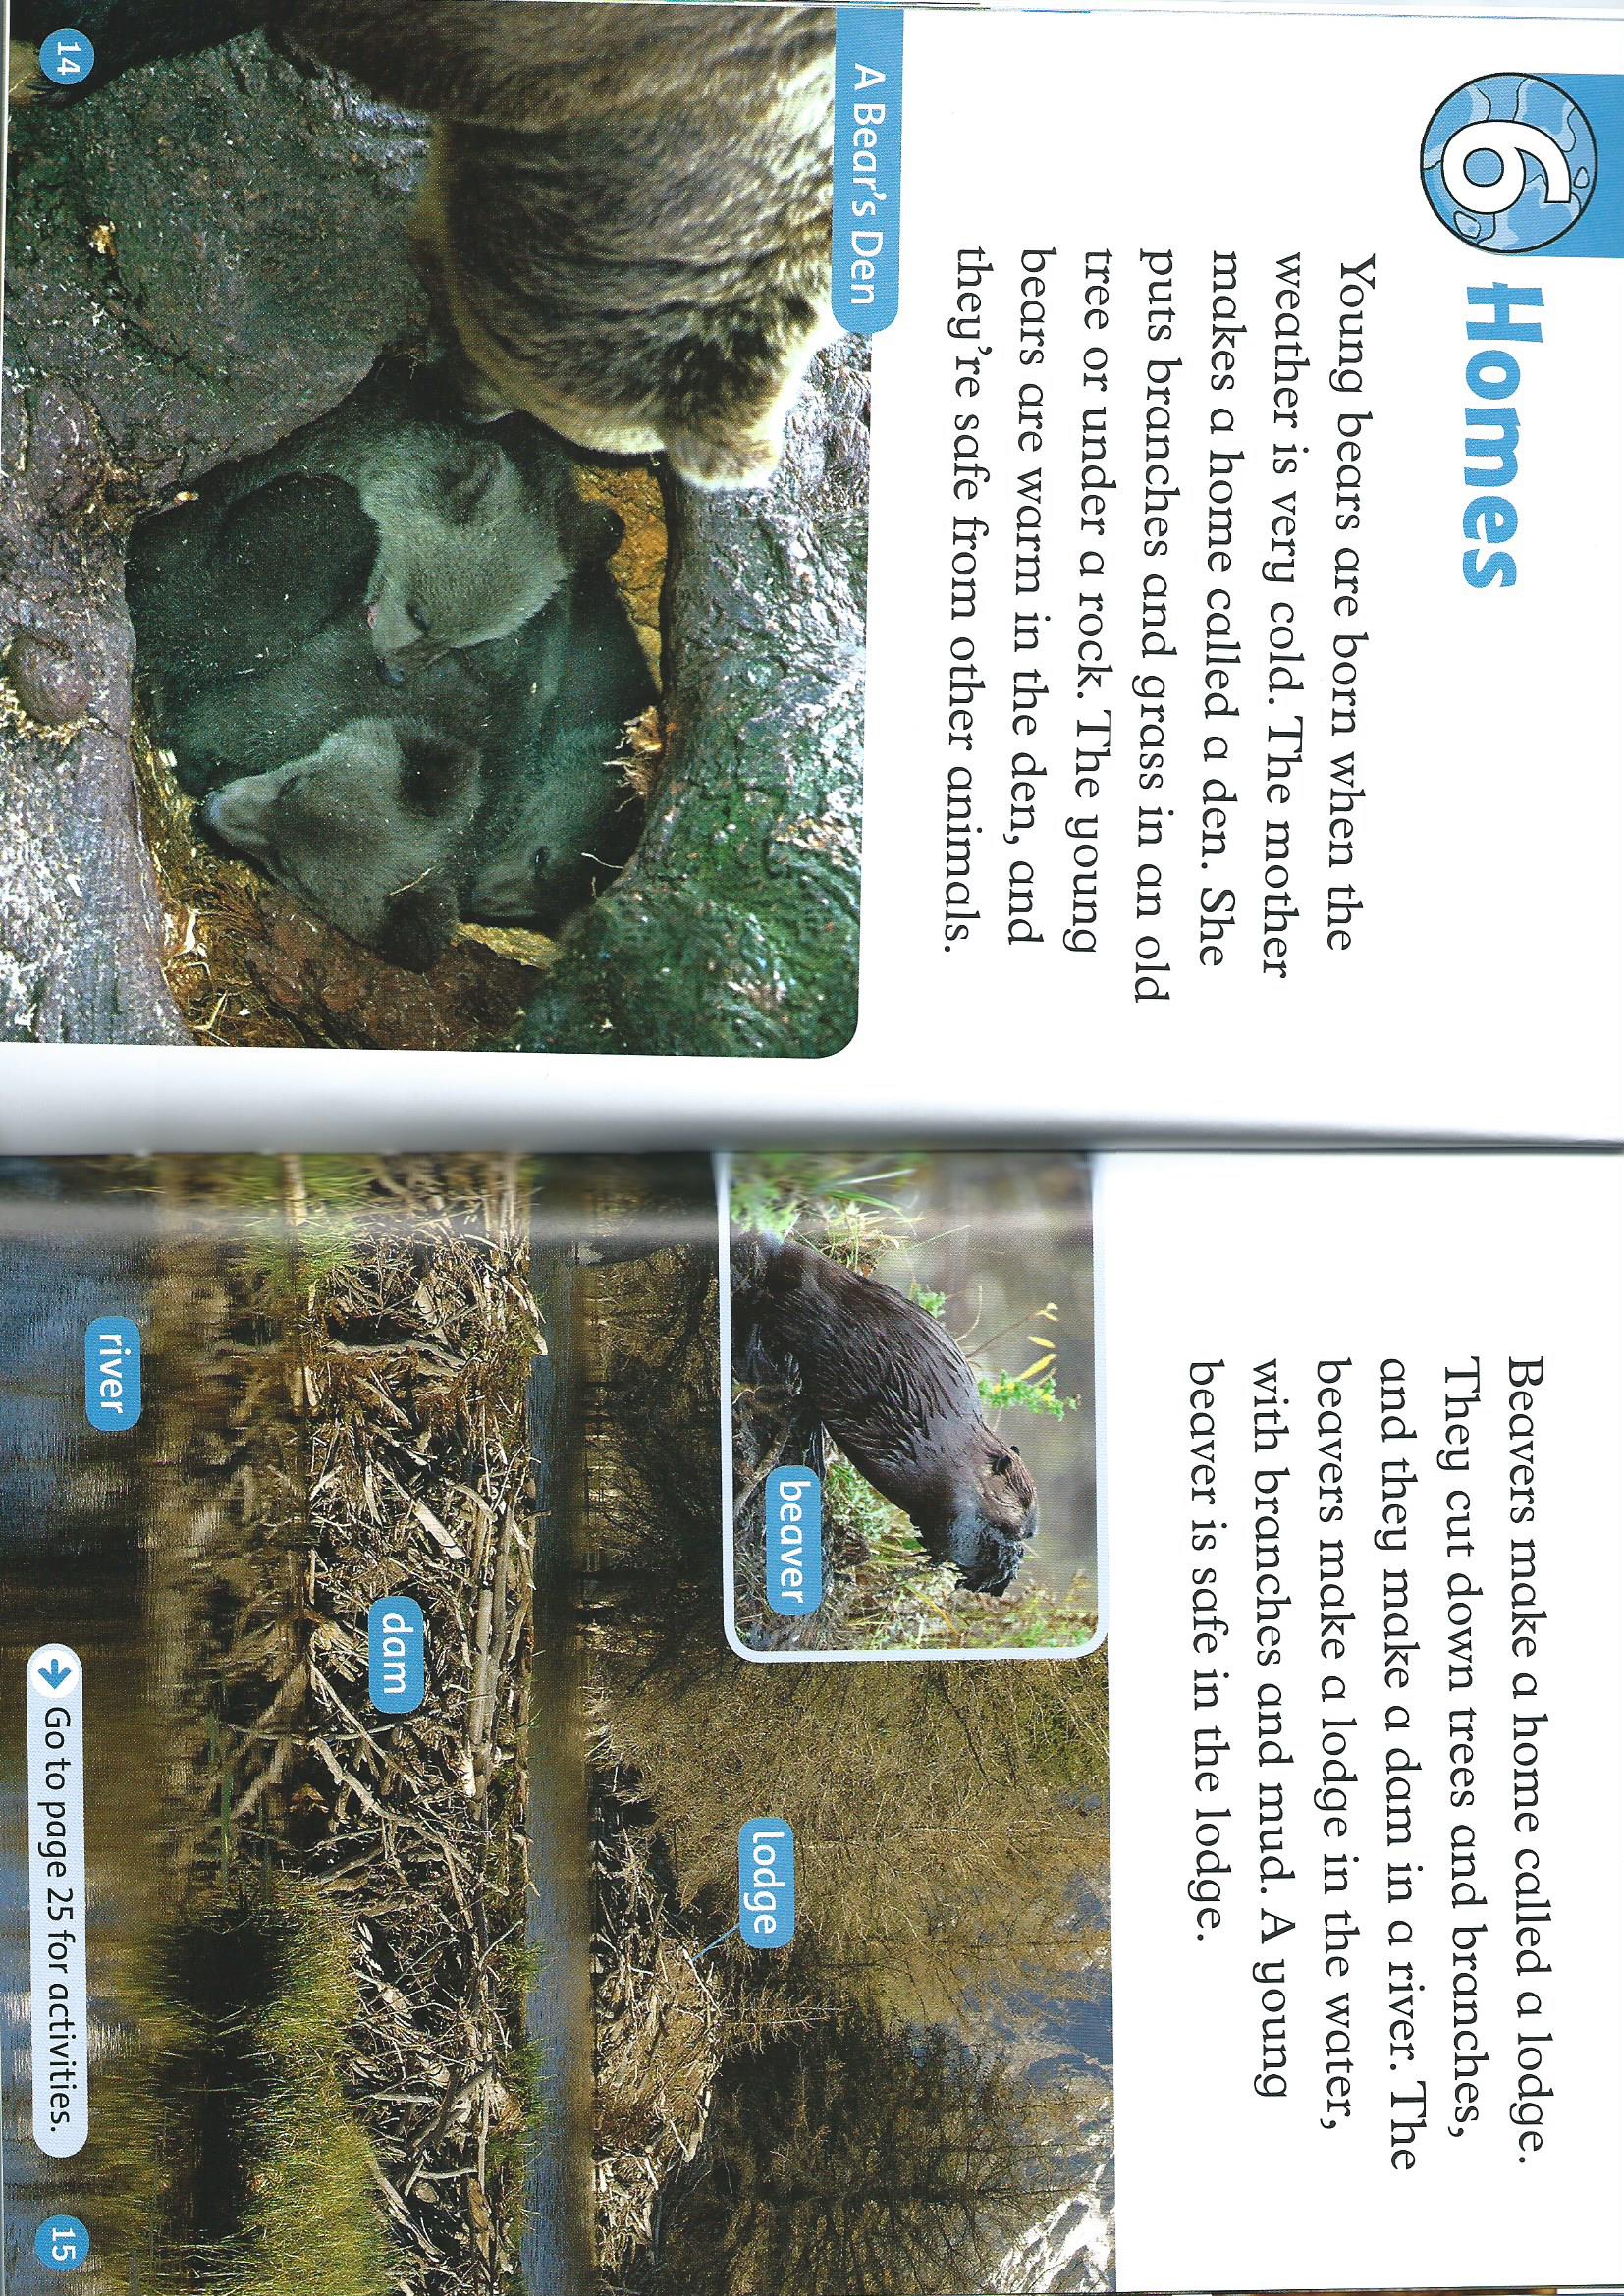 6 Homes
Young bears are born when the
weather is very cold. The mother
makes a home called a den. She
puts branches and grass in an old
tree or under a rock. The young
bears are warm in the den, and
they're safe from other animals.
A Bear's Den
14
Beavers make a home called a lodge.
They cut down trees and branches,
and they make a dam in a river. The
beavers make a lodge in the water,
with branches and mud. A young
beaver is safe in the lodge.
beaver
lodge
dam
river
Go to page 25 for activities.
15